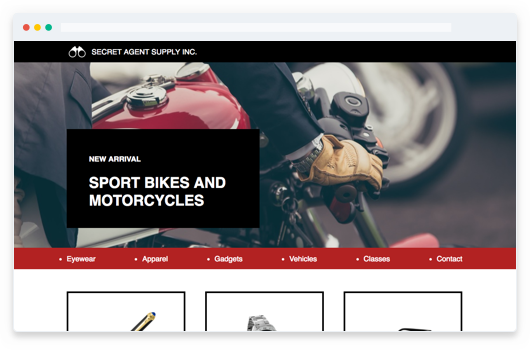 SECRET AGENT SUPPLY INC.
NEW ARRIVAL
SPORT BIKES AND
MOTORCYCLES
• Eyewear • Apparel • Gadgets • Vehicles • Classes • Contact